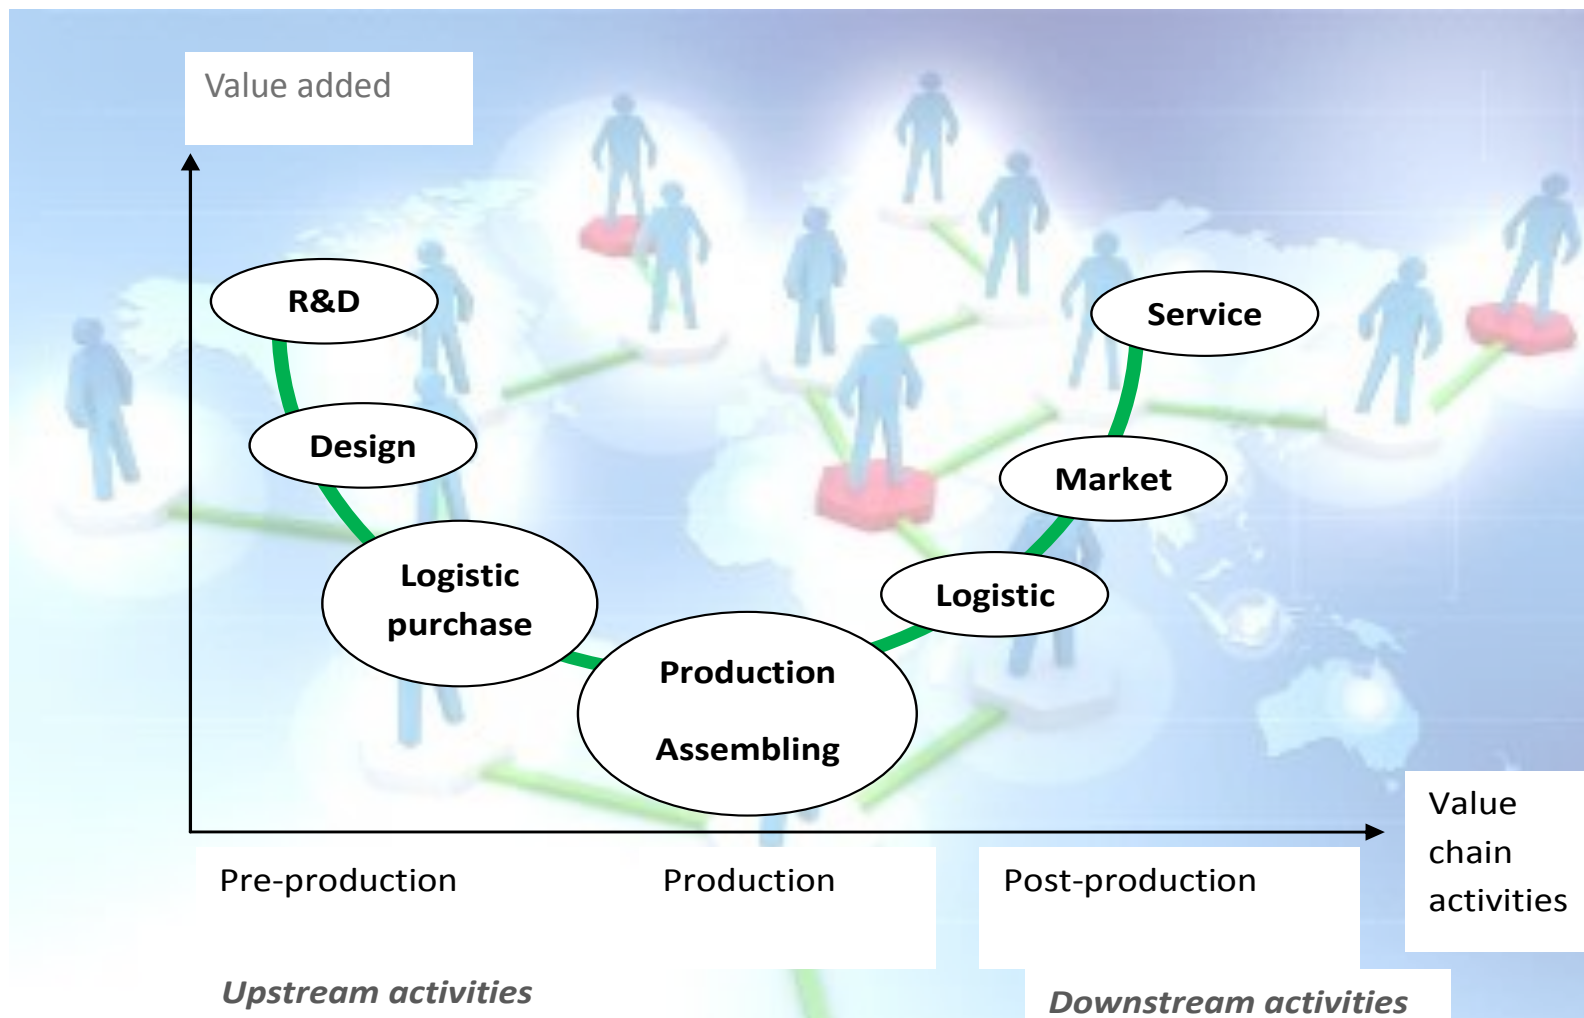 Value added
R&D
Service
Design
Market
Logistic
purchase
Logistic
Production
Assembling
Value
chain
activities
Pre-production
Production
Post-production
Upstream activities
Downstream activities